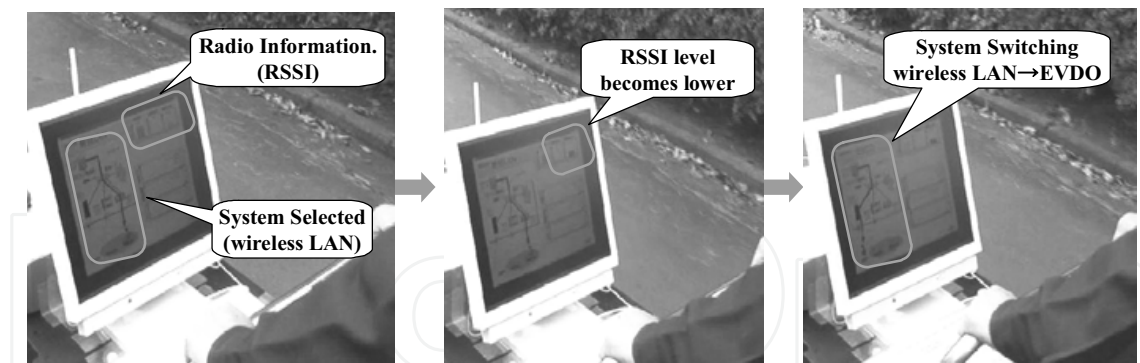 Radio Information.
(RSSI)
System Selected
(wireless LAN)
RSSI level
becomes lower
System Switching
wireless LAN→EVDO